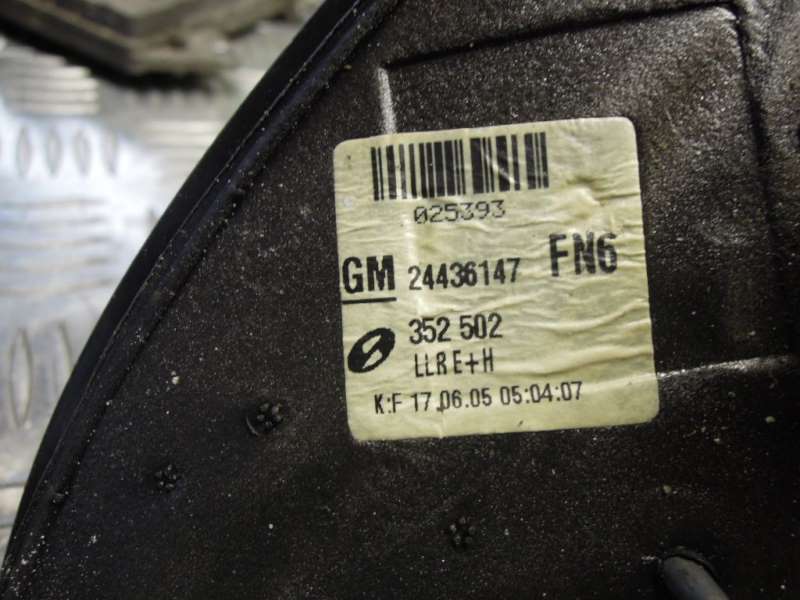 025393
GM 24436147 FN6
352 502
LLR E+H
K:F 17.06.05 05:04:07